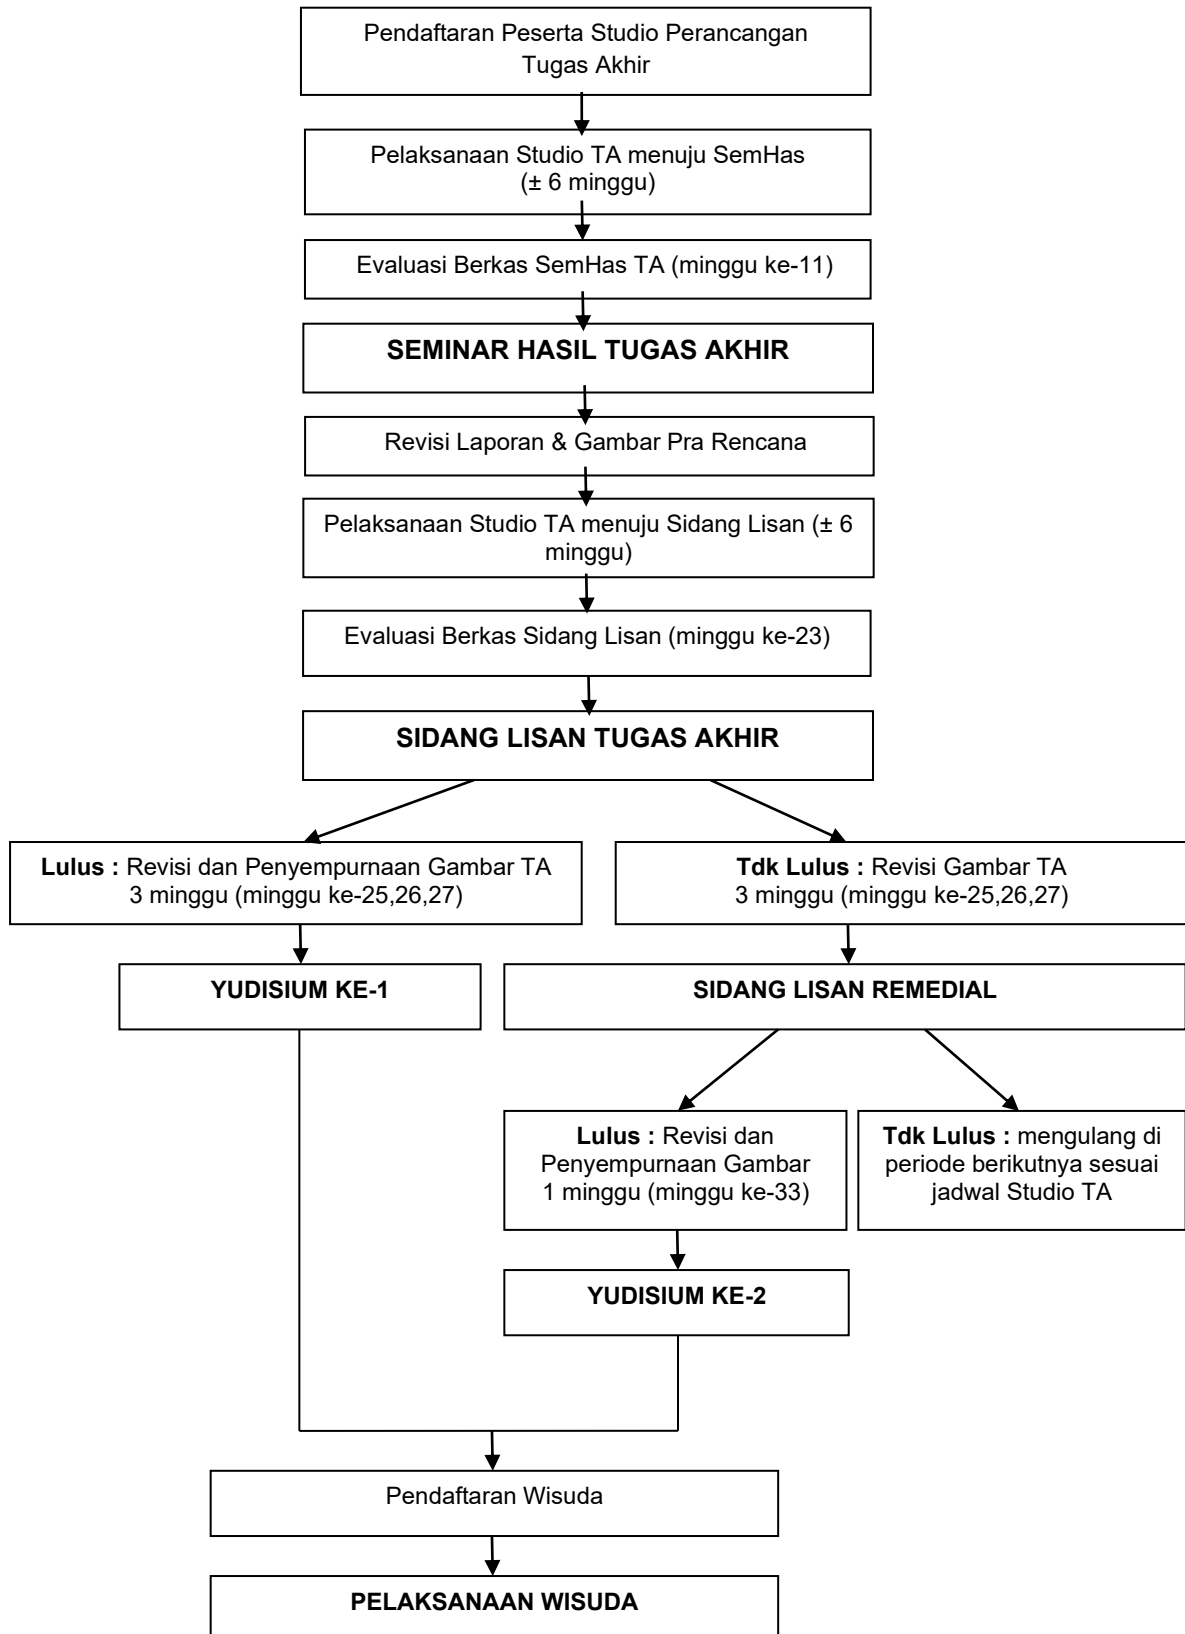 Pendaftaran Peserta Studio Perancangan
Tugas Akhir
Pelaksanaan Studio TA menuju SemHas
(± 6 minggu)
Evaluasi Berkas SemHas TA (minggu ke-11)
SEMINAR HASIL TUGAS AKHIR
Revisi Laporan & Gambar Pra Rencana
Pelaksanaan Studio TA menuju Sidang Lisan (± 6
minggu)
Evaluasi Berkas Sidang Lisan (minggu ke-23)
SIDANG LISAN TUGAS AKHIR
Lulus : Revisi dan Penyempurnaan Gambar TA
3 minggu (minggu ke-25,26,27)
Tdk Lulus : Revisi Gambar TA
3 minggu (minggu ke-25,26,27)
YUDISIUM KE-1
SIDANG LISAN REMEDIAL
Lulus : Revisi dan
Penyempurnaan Gambar
1 minggu (minggu ke-33)
Tdk Lulus : mengulang di
periode berikutnya sesuai
jadwal Studio TA
YUDISIUM KE-2
Pendaftaran Wisuda
PELAKSANAAN WISUDA